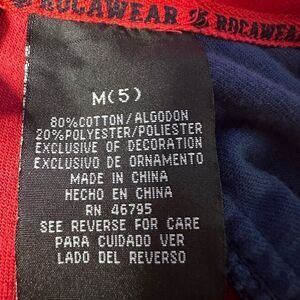 ROCAWEAR ROCAWEAR
M(5)
80%COTTON/ALGODON
20%POLYESTER/POLIESTER
EXCLUSIVE OF DECORATION
EXCLUSIVO DE ORNAMENTO
MADE IN CHINA
HECHO EN CHINA
RN 46795
SEE REVERSE FOR CARE
PARA CUIDADO VER
LADO DEL REVERSO